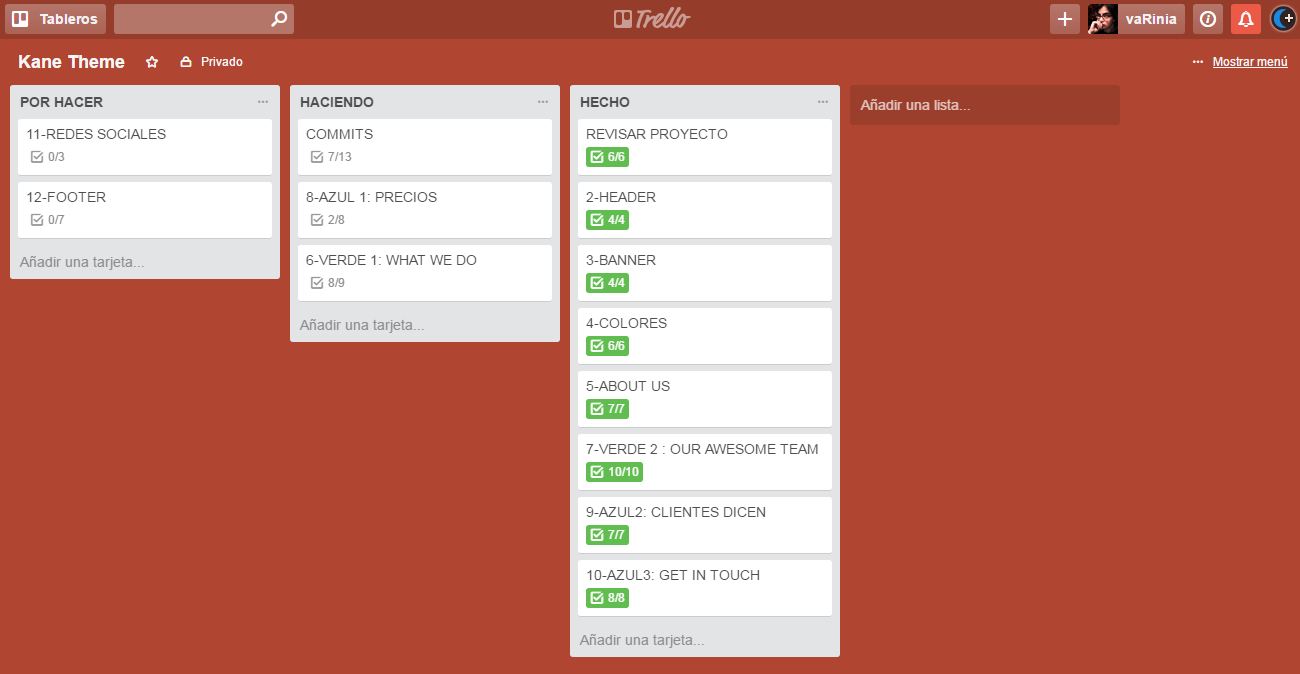 Tableros
Trello
vaRinia
Kane Theme
Privado
Mostrar menú
POR HACER
11-REDES SOCIALES
0/3
12-FOOTER
0/7
Añadir una tarjeta...
HACIENDO
COMMITS
7/13
8-AZUL 1: PRECIOS
2/8
6-VERDE 1: WHAT WE DO
8/9
Añadir una tarjeta...
HECHO
REVISAR PROYECTO
6/6
2-HEADER
4/4
3-BANNER
4/4
4-COLORES
6/6
5-ABOUT US
7/7
7-VERDE 2 : OUR AWESOME TEAM
10/10
9-AZUL2: CLIENTES DICEN
7/7
10-AZUL3: GET IN TOUCH
8/8
Añadir una tarjeta...
Añadir una lista...